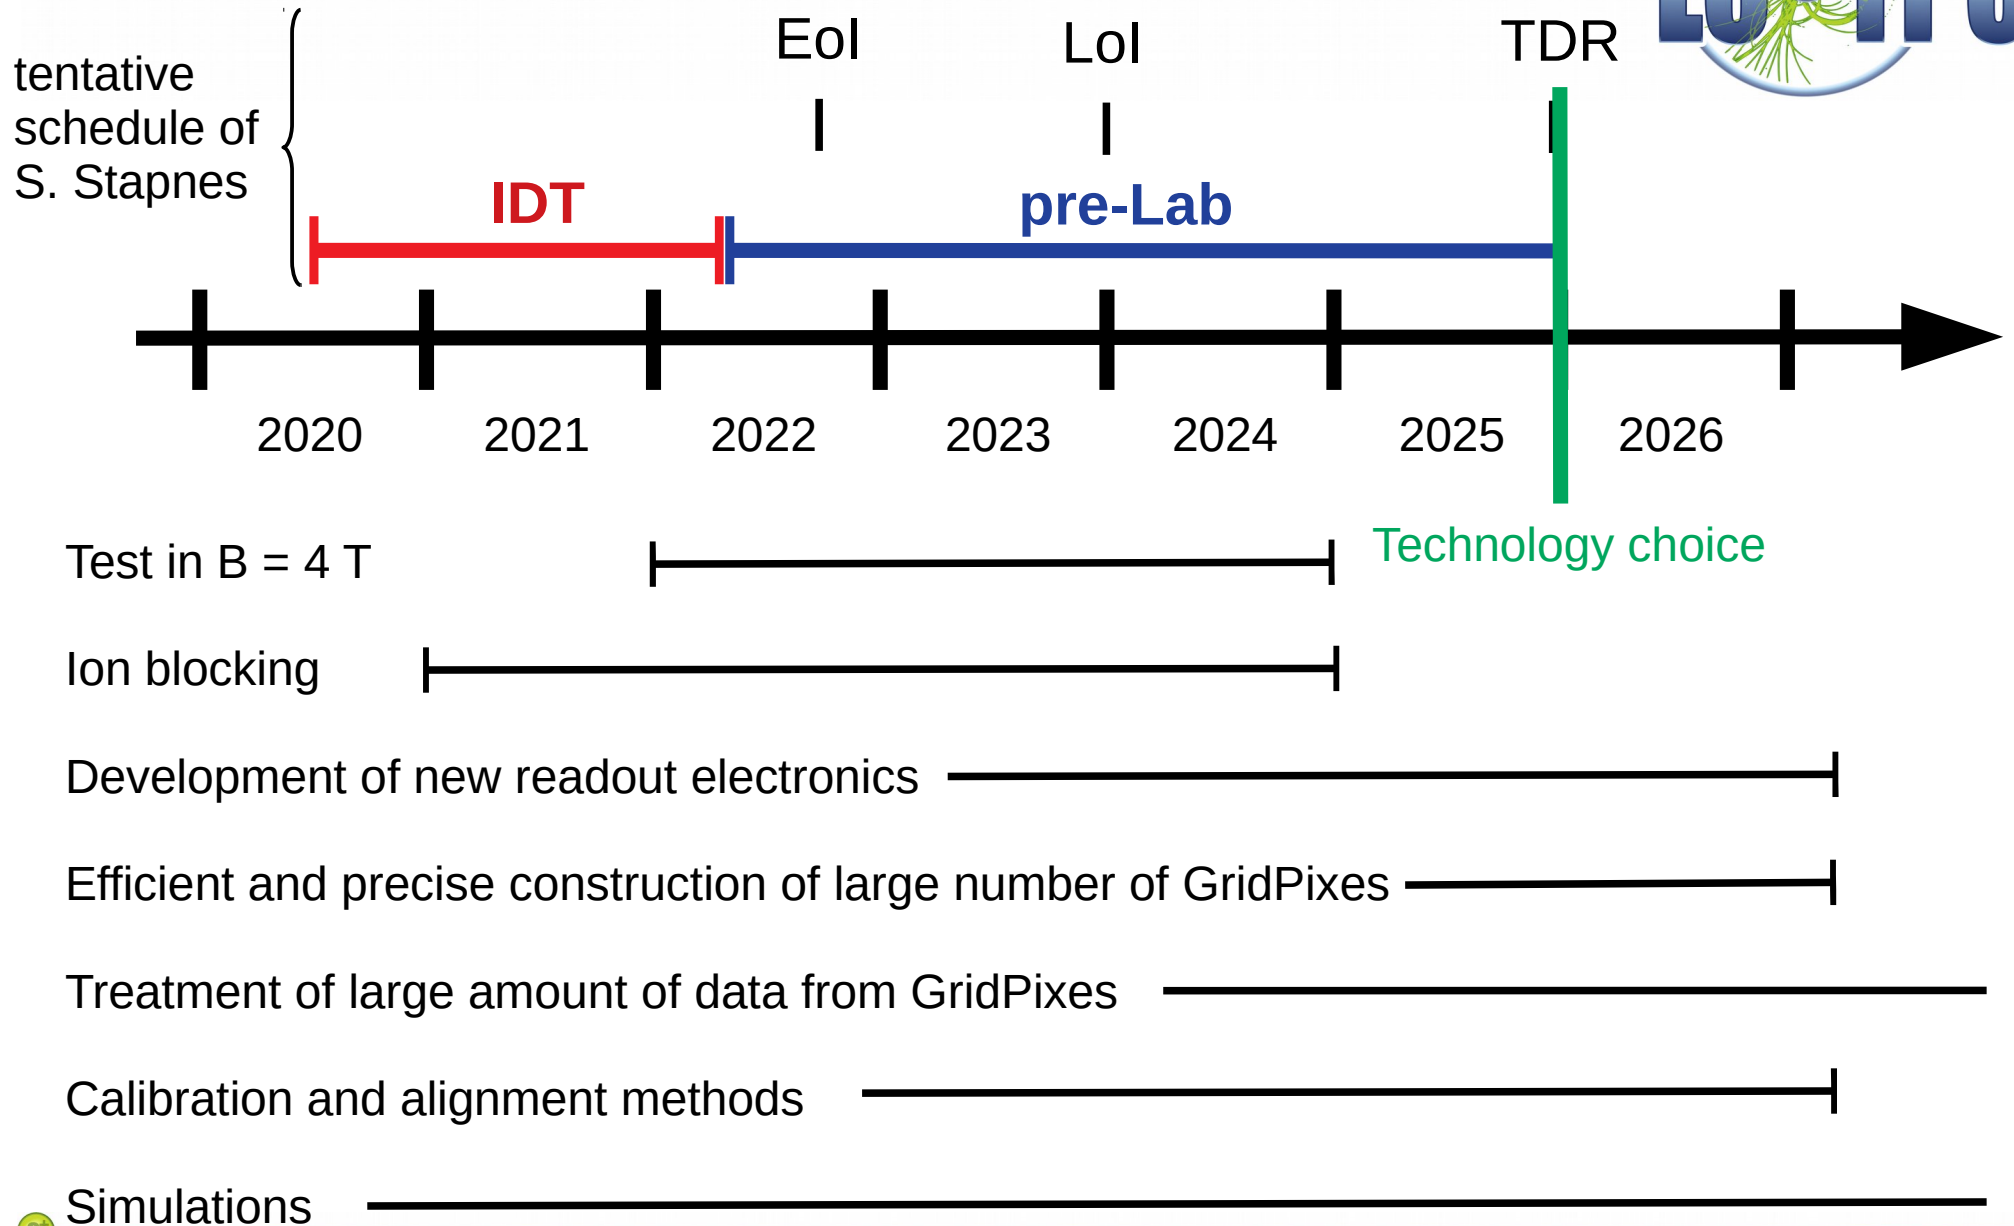 EoI
LoI
TDR
tentative
schedule of
S. Stapnes
IDT
pre-Lab
2020 2021 2022 2023 2024 2025 2026
Technology choice
Test in B = 4 T
Ion blocking
Development of new readout electronics
Efficient and precise construction of large number of GridPixes
Treatment of large amount of data from GridPixes
Calibration and alignment methods
Simulations